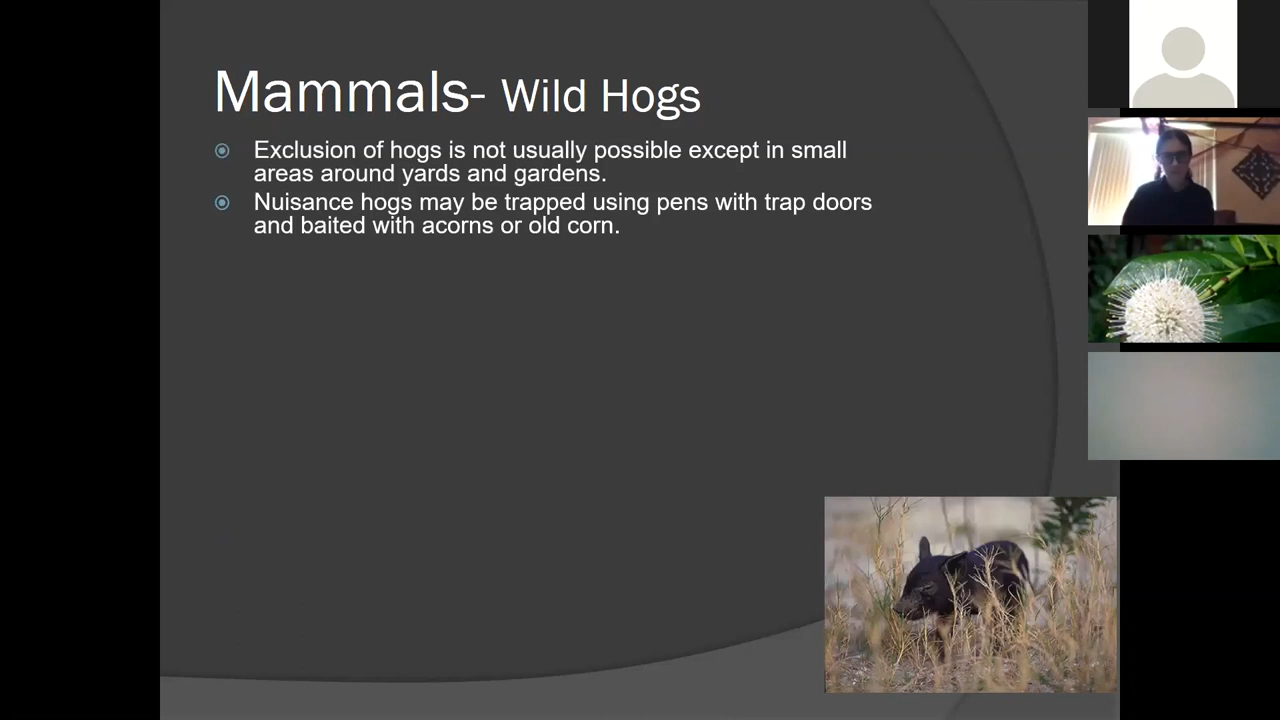 Mammals- Wild Hogs
Exclusion of hogs is not usually possible except in small
areas around yards and gardens.
Nuisance hogs may be trapped using pens with trap doors
and baited with acorns or old corn.